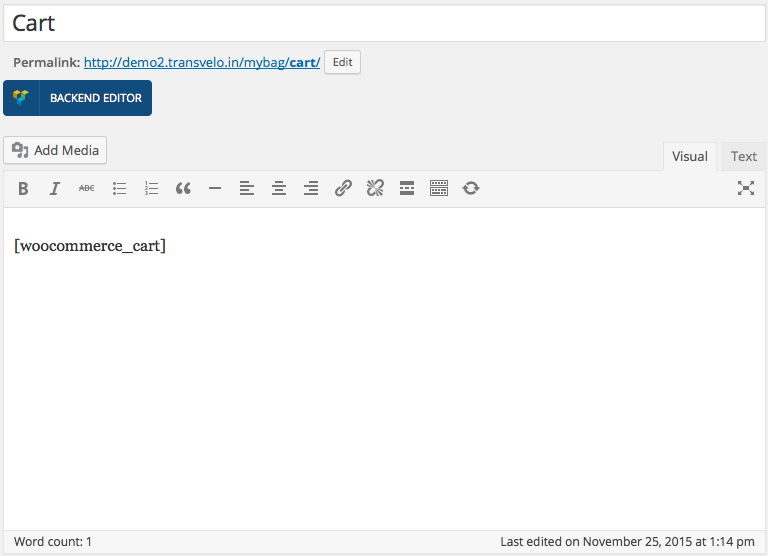 Cart
Permalink: http://demo2.transvelo.in/mybag/cart/ Edit
BACKEND EDITOR
Add Media
Visual Text
B I ABC
[woocommerce_cart]
Word count: 1 Last edited on November 25, 2015 at 1:14 pm